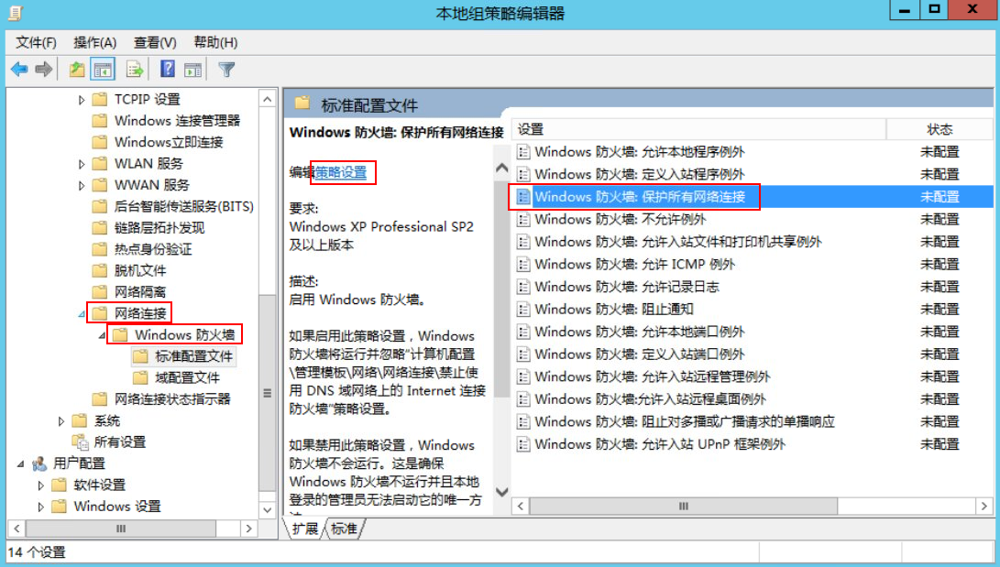 本地组策略编辑器
文件(F) 操作(A) 查看(V) 帮助(H)
TCPIP 设置
Windows 连接管理器
Windows立即连接
WLAN 服务
WWAN 服务
后台智能传送服务(BITS)
链路层拓扑发现
热点身份验证
脱机文件
网络隔离
网络连接
Windows 防火墙
标准配置文件
域配置文件
网络连接状态指示器
系统
所有设置
用户配置
软件设置
Windows 设置
标准配置文件
Windows 防火墙: 保护所有网络连接
编辑策略设置
要求:
Windows XP Professional SP2
及以上版本
描述:
启用 Windows 防火墙。
如果启用此策略设置，Windows
防火墙将运行并忽略"计算机配置
\管理模板\网络\网络连接\禁止使
用 DNS 域网络上的 Internet 连接
防火墙"策略设置。
如果禁用此策略设置，Windows
防火墙不会运行。这是确保
Windows 防火墙不运行并且本地
登录的管理员无法启动它的唯一方
设置 状态
Windows 防火墙: 允许本地程序例外 未配置
Windows 防火墙: 定义入站程序例外 未配置
Windows 防火墙: 保护所有网络连接 未配置
Windows 防火墙: 不允许例外 未配置
Windows 防火墙: 允许入站文件和打印机共享例外 未配置
Windows 防火墙: 允许 ICMP 例外 未配置
Windows 防火墙: 允许记录日志 未配置
Windows 防火墙: 阻止通知 未配置
Windows 防火墙: 允许本地端口例外 未配置
Windows 防火墙: 定义入站端口例外 未配置
Windows 防火墙: 允许入站远程管理例外 未配置
Windows 防火墙:允许入站远程桌面例外 未配置
Windows 防火墙: 阻止对多播或广播请求的单播响应 未配置
Windows 防火墙: 允许入站 UPnP 框架例外 未配置
扩展 标准
14 个设置